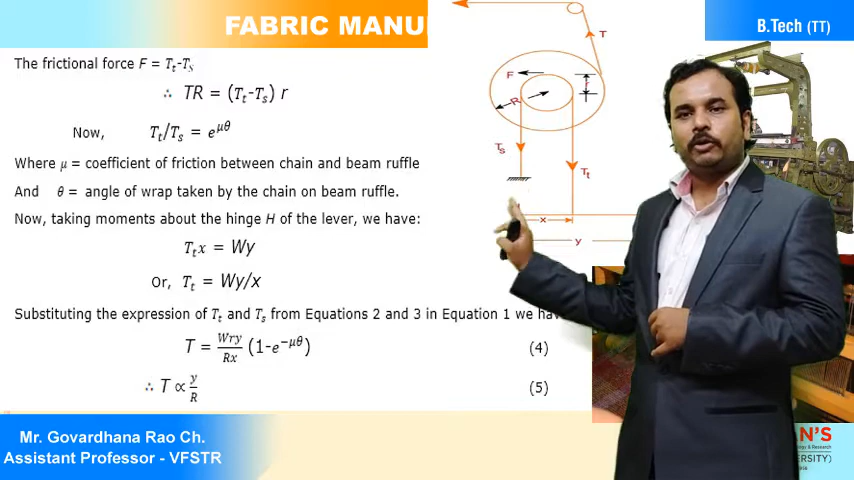 FABRIC MANU
B.Tech (TT)
The frictional force F = Tₜ-Tₛ
∴ TR = (Tₜ-Tₛ) r
Now, Tₜ/Tₛ = e^μθ
Where μ = coefficient of friction between chain and beam ruffle
And θ = angle of wrap taken by the chain on beam ruffle.
Now, taking moments about the hinge H of the lever, we have:
Tₜx = Wy
Or, Tₜ = Wy/x
Substituting the expression of Tₜ and Tₛ from Equations 2 and 3 in Equation 1 we hav
T = Wry/Rx (1-e^-μθ) (4)
∴ T ∝ y/R (5)
T
F
r
R
Tₛ
Tₜ
x
y
Mr. Govardhana Rao Ch.
Assistant Professor - VFSTR
AN'S
ERSITY)